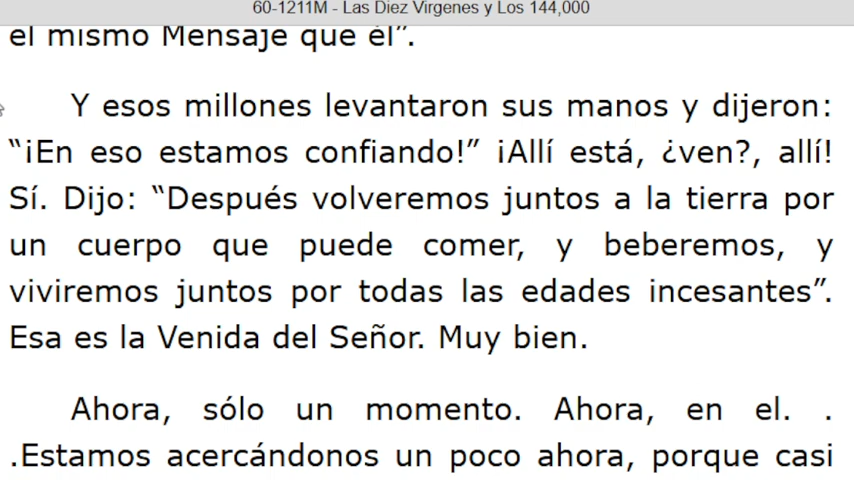 60-1211M - Las Diez Virgenes y Los 144,000
el mismo Mensaje que él”.
Y esos millones levantaron sus manos y dijeron:
“¡En eso estamos confiando!” ¡Allí está, ¿ven?, allí!
Sí. Dijo: “Después volveremos juntos a la tierra por
un cuerpo que puede comer, y beberemos, y
viviremos juntos por todas las edades incesantes”.
Esa es la Venida del Señor. Muy bien.
Ahora, sólo un momento. Ahora, en el. .
.Estamos acercándonos un poco ahora, porque casi